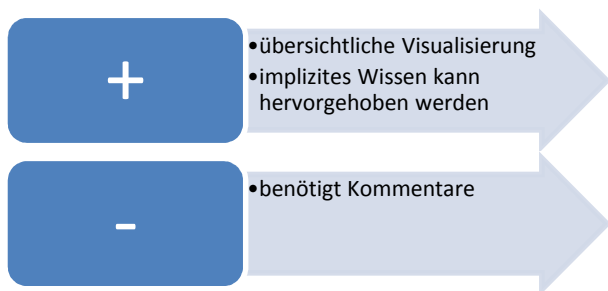 +
•übersichtliche Visualisierung
•implizites Wissen kann
hervorgehoben werden
-
•benötigt Kommentare